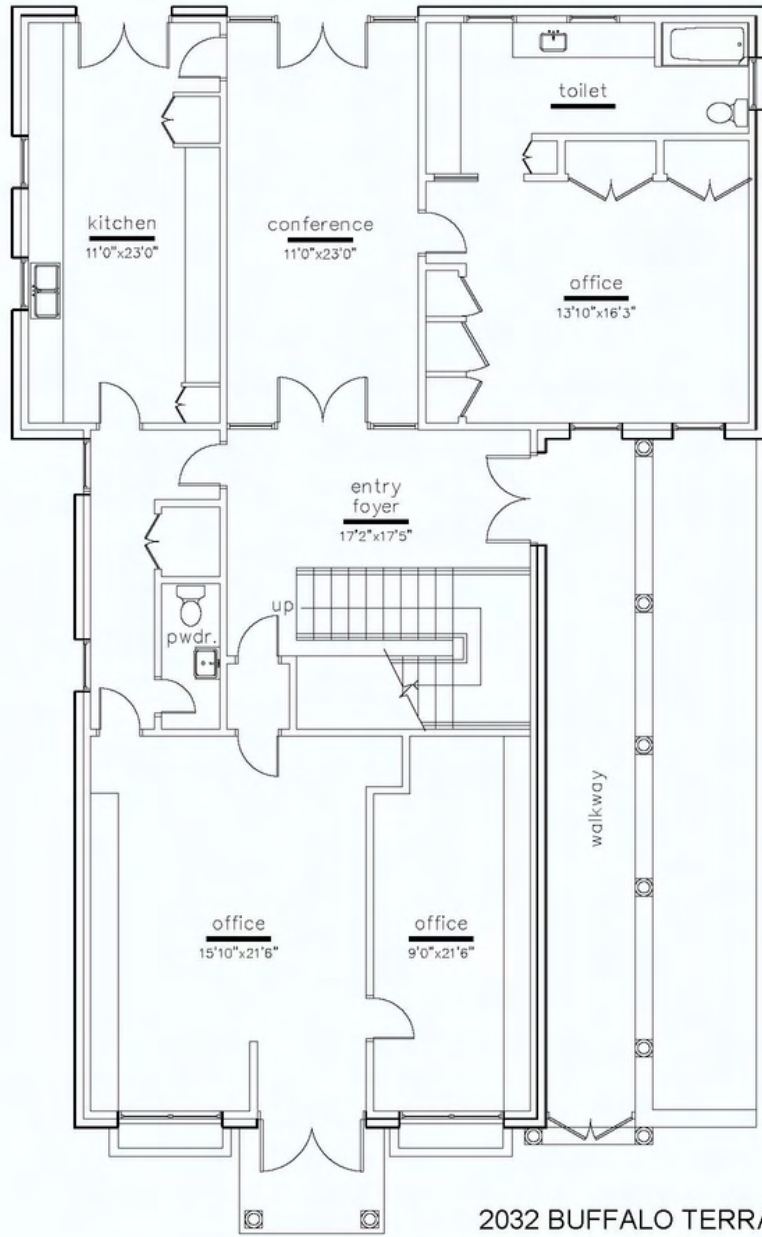 toilet
kitchen
11'0"x23'0"
conference
11'0"x23'0"
office
13'10"x16'3"
entry
foyer
17'2"x17'5"
up
pwdr.
walkway
office
15'10"x21'6"
office
9'0"x21'6"
2032 BUFFALO TERRA